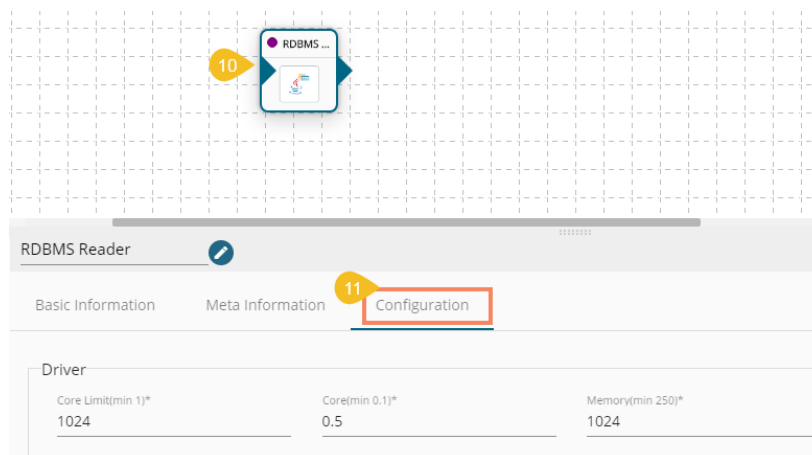 RDBMS ...
10
RDBMS Reader
11
Basic Information Meta Information Configuration
Driver
Core Limit(min 1)* Core(min 0.1)* Memory(min 250)*
1024 0.5 1024